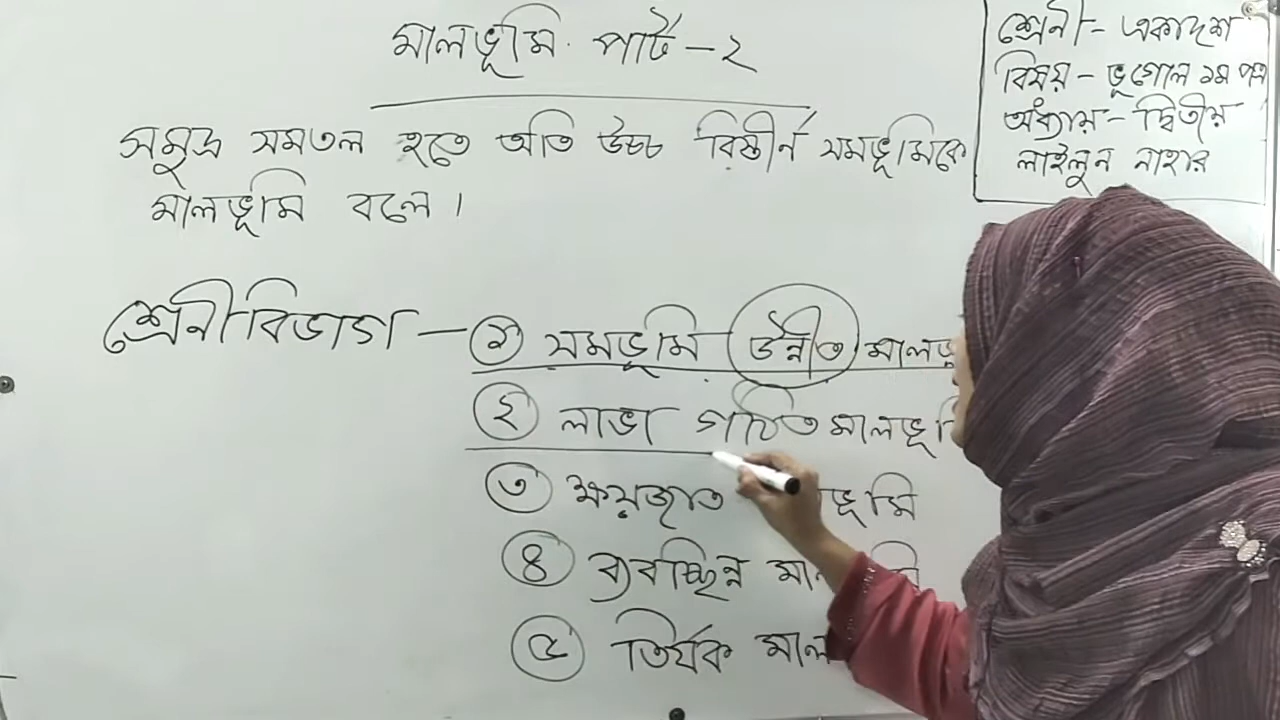 মালভূমি পার্ট - ২
শ্রেনী - একাদশ
বিষয় - ভূগোল ১ম পত্র
অধ্যায় - দ্বিতীয়
লাইলুন নাহার
সমুদ্র সমতল হতে অতি উচ্চ বিস্তীর্ন সমভূমিকে
মালভূমি বলে।
শ্রেনীবিভাগ - ১ সমভূমি উন্নীত
২ লাভা গঠিত
৩ ক্ষয়জাত
৪ ব্যবচ্ছিন্ন
৫ তির্যক